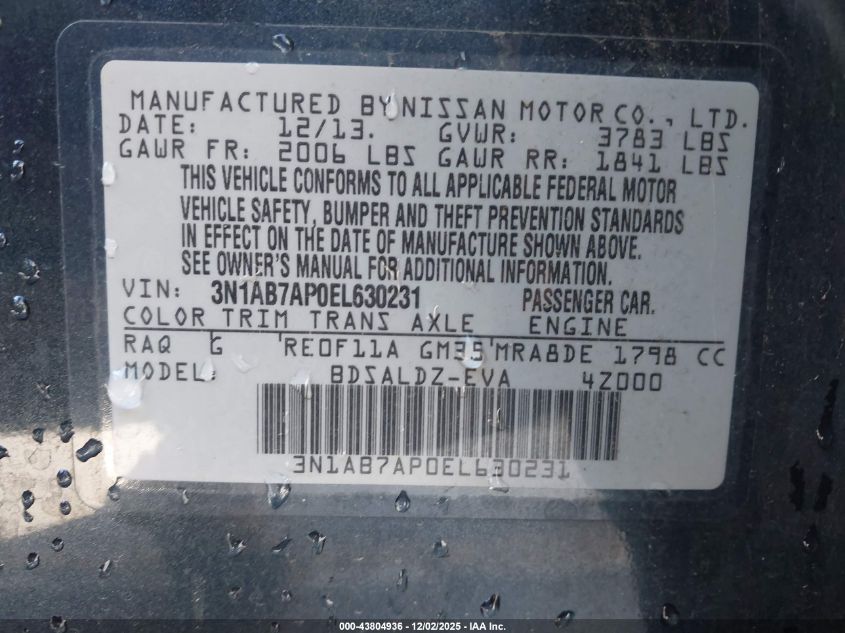 MANUFACTURED BY NISSAN MOTOR CO., LTD.
DATE: 12/13. GVWR: 3783 LBS
GAWR FR: 2006 LBS GAWR RR: 1841 LBS
THIS VEHICLE CONFORMS TO ALL APPLICABLE FEDERAL MOTOR
VEHICLE SAFETY, BUMPER AND THEFT PREVENTION STANDARDS
IN EFFECT ON THE DATE OF MANUFACTURE SHOWN ABOVE.
SEE OWNER'S MANUAL FOR ADDITIONAL INFORMATION.
VIN: 3N1AB7AP0EL630231 PASSENGER CAR.
COLOR TRIM TRANS AXLE ENGINE
RAQ G 'RE0F11A GM35'MRA8DE 1798 CC
MODEL: BDSALDZ-EVA 4Z000
3N1AB7AP0EL630231
000-43804936 - 12/02/2025 - IAA Inc.